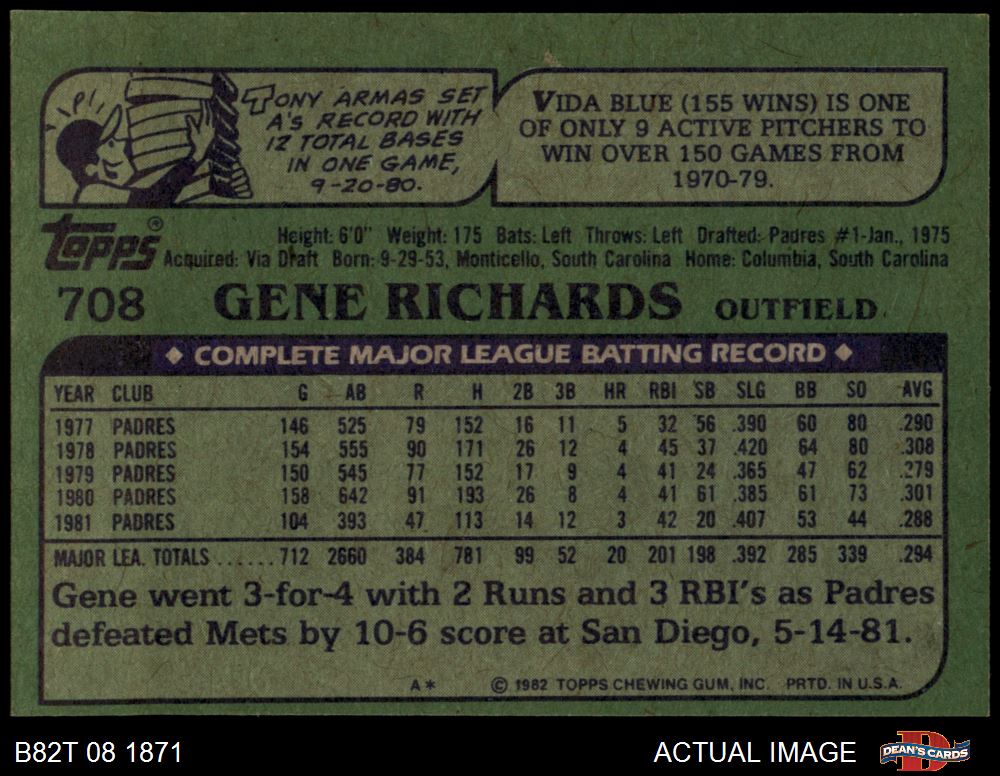 PI
TONY ARMAS SET
A'S RECORD WITH
12 TOTAL BASES
IN ONE GAME,
9-20-80.
VIDA BLUE (155 WINS) IS ONE
OF ONLY 9 ACTIVE PITCHERS TO
WIN OVER 150 GAMES FROM
1970-79.
Topps®
Height: 6'0" Weight: 175 Bats: Left Throws: Left Drafted: Padres #1-Jan., 1975
Acquired: Via Draft Born: 9-29-53, Monticello, South Carolina Home: Columbia, South Carolina
708 GENE RICHARDS OUTFIELD
◆ COMPLETE MAJOR LEAGUE BATTING RECORD ◆
YEAR CLUB G AB R H 2B 3B HR RBI SB SLG BB SO AVG
1977 PADRES 146 525 79 152 16 11 5 32 56 .390 60 80 .290
1978 PADRES 154 555 90 171 26 12 4 45 37 .420 64 80 .308
1979 PADRES 150 545 77 152 17 9 4 41 24 .365 47 62 .279
1980 PADRES 158 642 91 193 26 8 4 41 61 .385 61 73 .301
1981 PADRES 104 393 47 113 14 12 3 42 20 .407 53 44 .288
MAJOR LEA. TOTALS ...... 712 2660 384 781 99 52 20 201 198 .392 285 339 .294
Gene went 3-for-4 with 2 Runs and 3 RBI's as Padres
defeated Mets by 10-6 score at San Diego, 5-14-81.
A* © 1982 TOPPS CHEWING GUM, INC. PRTD. IN U.S.A.
B82T 08 1871 ACTUAL IMAGE DEAN'S CARDS